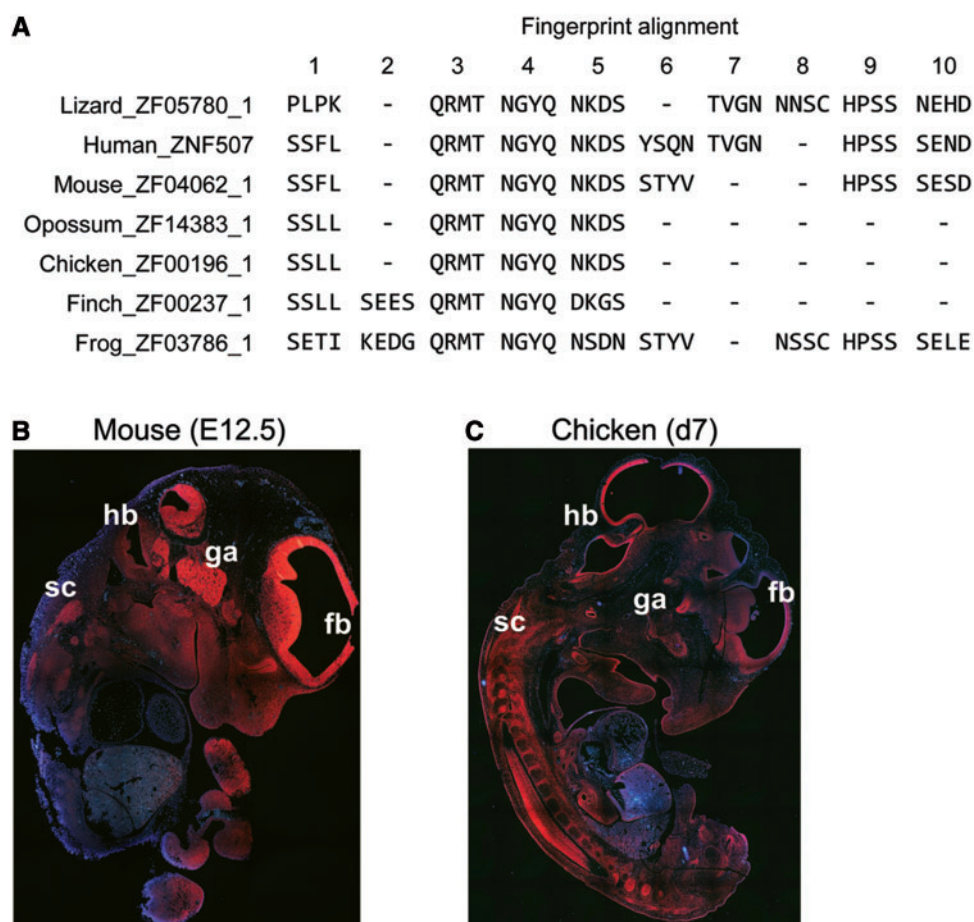 A
Fingerprint alignment
1 2 3 4 5 6 7 8 9 10
Lizard_ZF05780_1 PLPK - QRMT NGYQ NKDS - TVGN NNSC HPSS NEHD
Human_ZNF507 SSFL - QRMT NGYQ NKDS YSQN TVGN - HPSS SEND
Mouse_ZF04062_1 SSFL - QRMT NGYQ NKDS STYV - - HPSS SESD
Opossum_ZF14383_1 SSLL - QRMT NGYQ NKDS - - - - -
Chicken_ZF00196_1 SSLL - QRMT NGYQ NKDS - - - - -
Finch_ZF00237_1 SSLL SEES QRMT NGYQ DKGS - - - - -
Frog_ZF03786_1 SETI KEDG QRMT NGYQ NSDN STYV - NSSC HPSS SELE
B Mouse (E12.5)
hb
ga
sc
fb
C Chicken (d7)
hb
ga
fb
sc